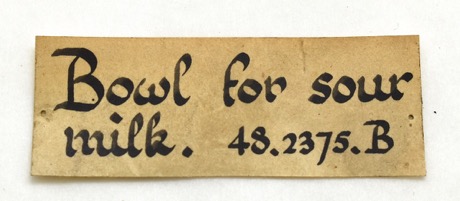 Bowl for sour
milk. 48.2375.B